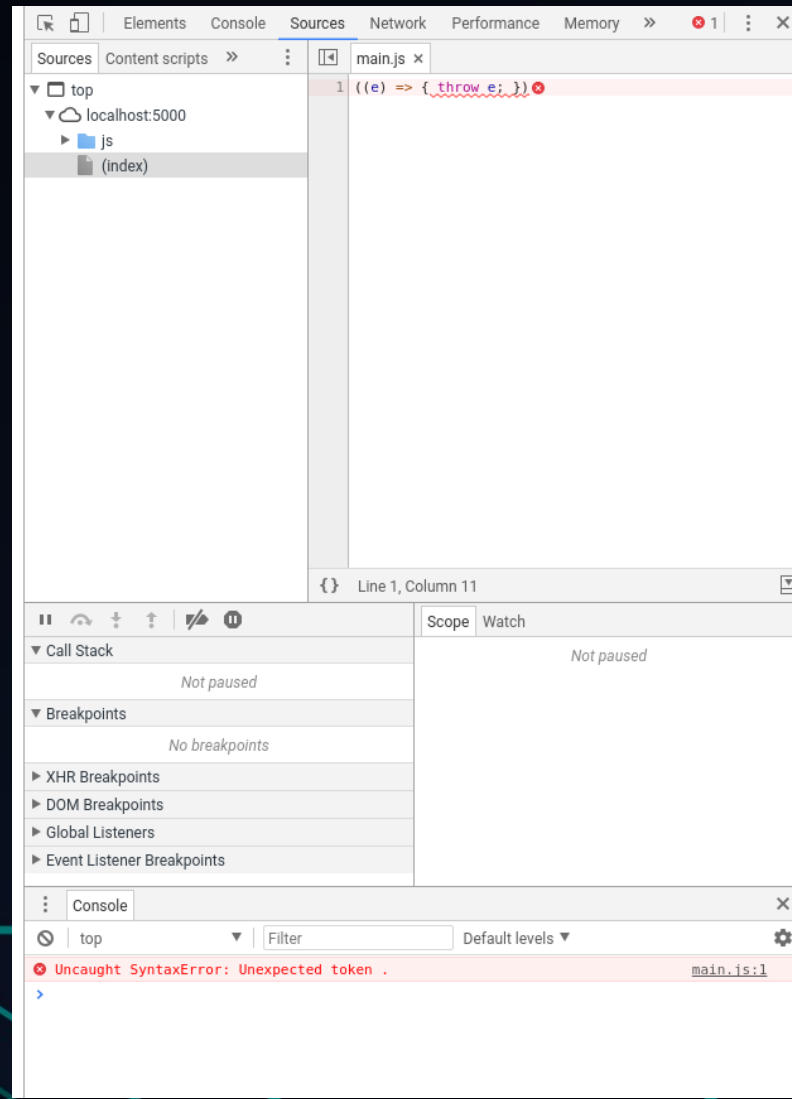 Elements Console Sources Network Performance Memory » 1
Sources Content scripts » main.js ×
top
localhost:5000
js
(index)
1 ((e) => { throw e; })
{} Line 1, Column 11
Scope Watch
Call Stack
Not paused
Not paused
Breakpoints
No breakpoints
XHR Breakpoints
DOM Breakpoints
Global Listeners
Event Listener Breakpoints
Console
top Filter Default levels
Uncaught SyntaxError: Unexpected token . main.js:1
>